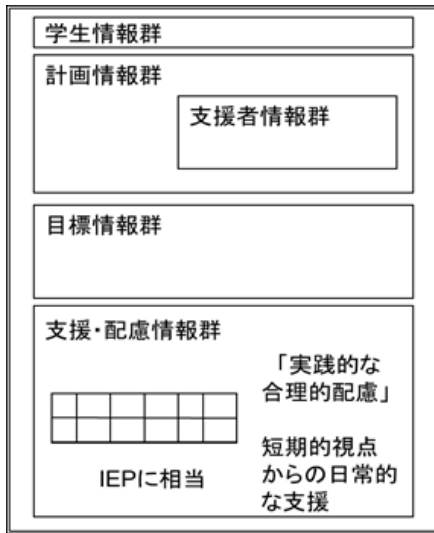 学生情報群
計画情報群
支援者情報群
目標情報群
支援・配慮情報群
「実践的な
合理的配慮」
IEPに相当
短期的視点
からの日常的
な支援